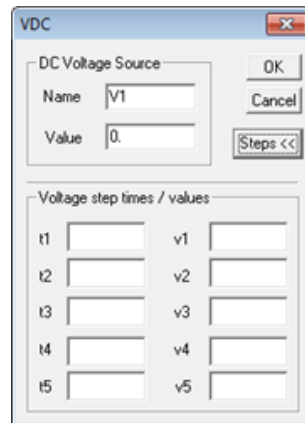 VDC
DC Voltage Source
Name V1
Value 0.
OK
Cancel
Steps <<
Voltage step times / values
t1 v1
t2 v2
t3 v3
t4 v4
t5 v5